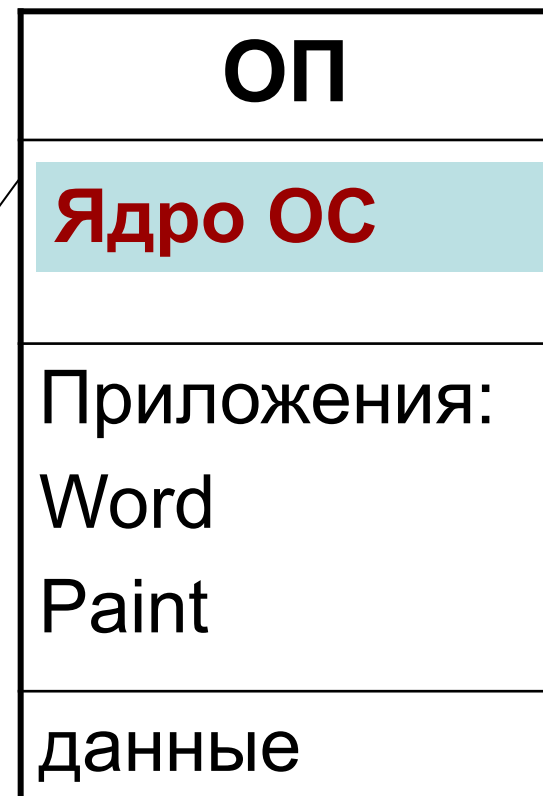 ОП
Ядро ОС
Приложения:
Word
Paint
данные